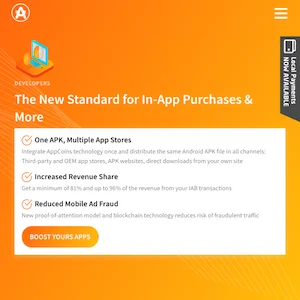 DEVELOPERS
The New Standard for In-App Purchases &
More
One APK, Multiple App Stores
Integrate AppCoins technology once and distribute the same Android APK file in all channels:
Third-party and OEM app stores, APK websites, direct downloads from your own site
Increased Revenue Share
Get a minimum of 81% and up to 96% of the revenue from your IAB transactions
Reduced Mobile Ad Fraud
New proof-of-attention model and blockchain technology reduces risk of fraudulent traffic
BOOST YOURS APPS
Local Payments
NOW AVAILABLE